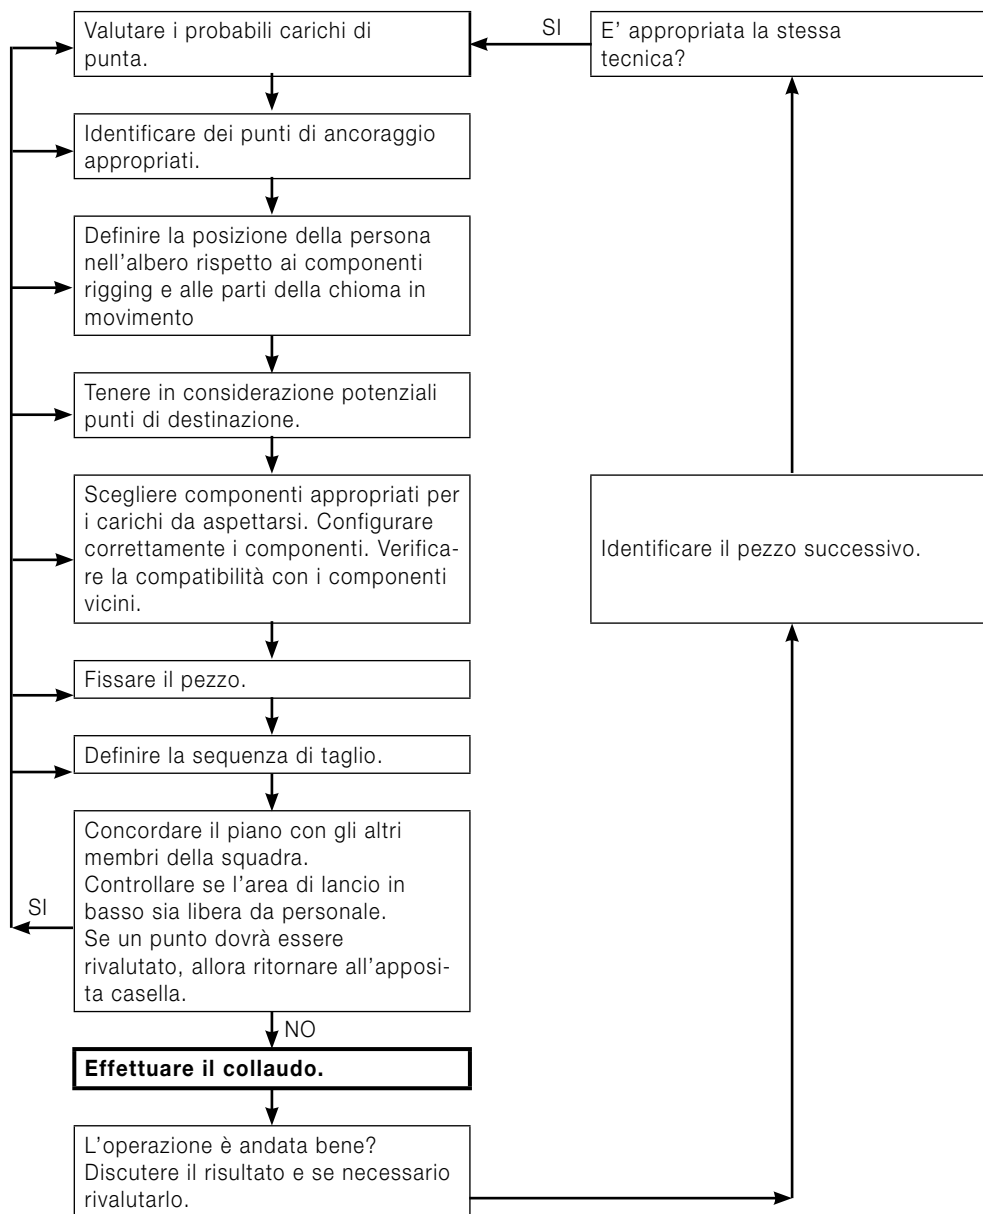 Valutare i probabili carichi di
punta.
SI
E' appropriata la stessa
tecnica?
Identificare dei punti di ancoraggio
appropriati.
Definire la posizione della persona
nell'albero rispetto ai componenti
rigging e alle parti della chioma in
movimento
Tenere in considerazione potenziali
punti di destinazione.
Scegliere componenti appropriati per
i carichi da aspettarsi. Configurare
correttamente i componenti. Verifica-
re la compatibilità con i componenti
vicini.
Identificare il pezzo successivo.
Fissare il pezzo.
Definire la sequenza di taglio.
Concordare il piano con gli altri
membri della squadra.
Controllare se l'area di lancio in
basso sia libera da personale.
Se un punto dovrà essere
rivalutato, allora ritornare all'apposi-
ta casella.
SI
NO
Effettuare il collaudo.
L'operazione è andata bene?
Discutere il risultato e se necessario
rivalutarlo.